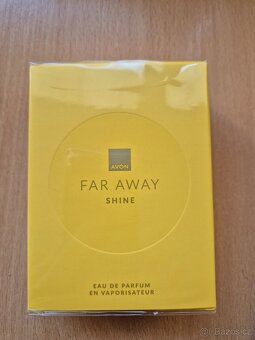 AVON
FAR AWAY
SHINE
EAU DE PARFUM
EN VAPORISATEUR